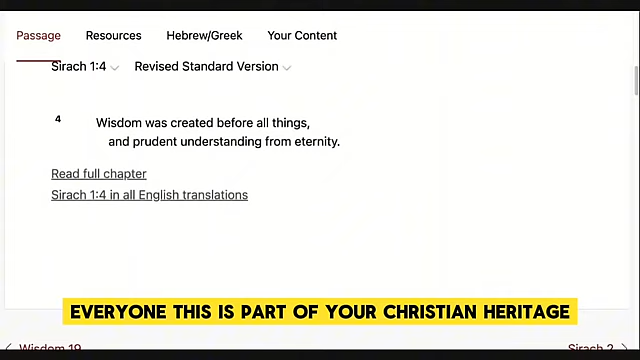 Passage Resources Hebrew/Greek Your Content
Sirach 1:4 Revised Standard Version
4 Wisdom was created before all things,
and prudent understanding from eternity.
Read full chapter
Sirach 1:4 in all English translations
EVERYONE THIS IS PART OF YOUR CHRISTIAN HERITAGE
Wisdom 19 Sirach 2